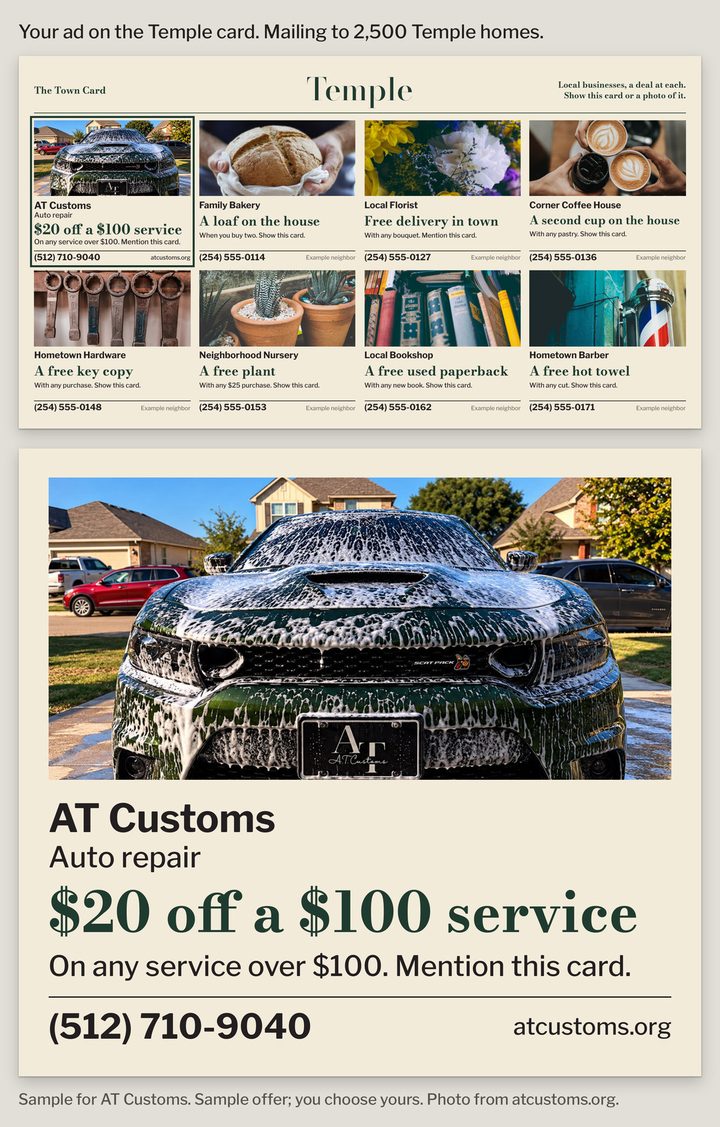 Your ad on the Temple card. Mailing to 2,500 Temple homes.
The Town Card
Temple
Local businesses, a deal at each.
Show this card or a photo of it.
AT Customs
Auto repair
$20 off a $100 service
On any service over $100. Mention this card.
(512) 710-9040
atcustoms.org
Family Bakery
A loaf on the house
When you buy two. Show this card.
(254) 555-0114
Example neighbor
Local Florist
Free delivery in town
With any bouquet. Mention this card.
(254) 555-0127
Example neighbor
Corner Coffee House
A second cup on the house
With any pastry. Show this card.
(254) 555-0136
Example neighbor
Hometown Hardware
A free key copy
With any purchase. Show this card.
(254) 555-0148
Example neighbor
Neighborhood Nursery
A free plant
With any $25 purchase. Show this card.
(254) 555-0153
Example neighbor
Local Bookshop
A free used paperback
With any new book. Show this card.
(254) 555-0162
Example neighbor
Hometown Barber
A free hot towel
With any cut. Show this card.
(254) 555-0171
Example neighbor
SCAT PACK
AT
AT Customs
AT Customs
Auto repair
$20 off a $100 service
On any service over $100. Mention this card.
(512) 710-9040
atcustoms.org
Sample for AT Customs. Sample offer; you choose yours. Photo from atcustoms.org.